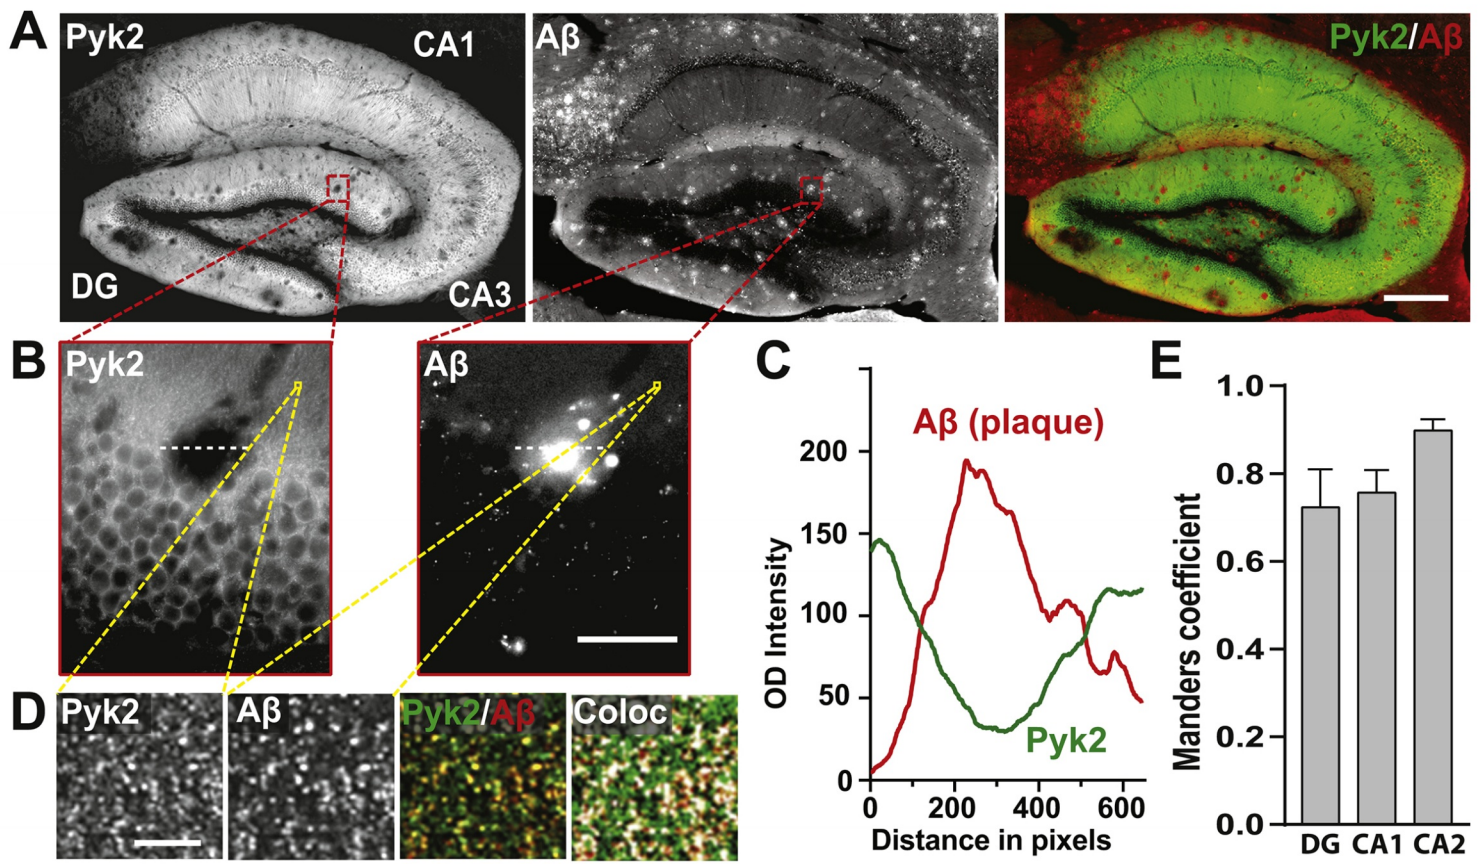 A
Pyk2
CA1
DG
CA3
Aβ
Pyk2/Aβ
B
Pyk2
Aβ
C
Aβ (plaque)
Pyk2
OD Intensity
200
150
100
50
0
0 200 400 600
Distance in pixels
D
Pyk2
Aβ
Pyk2/Aβ
Coloc
E
Manders coefficient
1.0
0.8
0.6
0.4
0.2
0.0
DG CA1 CA2